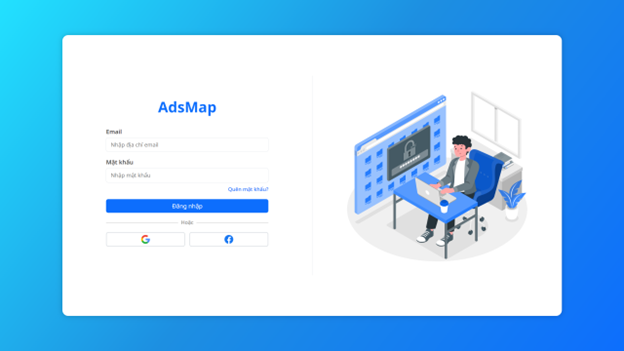 AdsMap
Email
Nhập địa chỉ email
Mật khẩu
Nhập mật khẩu
Quên mật khẩu?
Đăng nhập
Hoặc